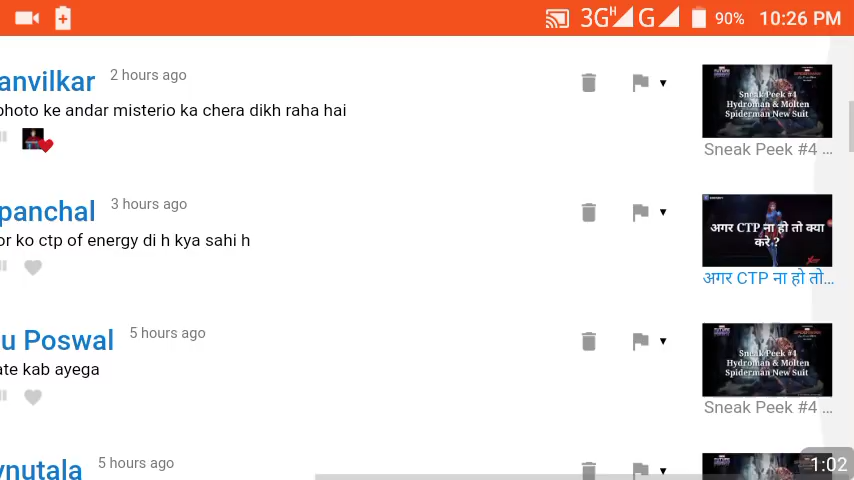 3G H G 90% 10:26 PM
anvilkar 2 hours ago
photo ke andar misterio ka chera dikh raha hai
Sneak Peek #4
Hydroman & Molten
Spiderman New Suit
Sneak Peek #4 ...
panchal 3 hours ago
or ko ctp of energy di h kya sahi h
अगर CTP ना हो तो क्या
करे ?
अगर CTP ना हो तो...
u Poswal 5 hours ago
ate kab ayega
Sneak Peek #4
Hydroman & Molten
Spiderman New Suit
Sneak Peek #4 ...
ynutala 5 hours ago
1:02